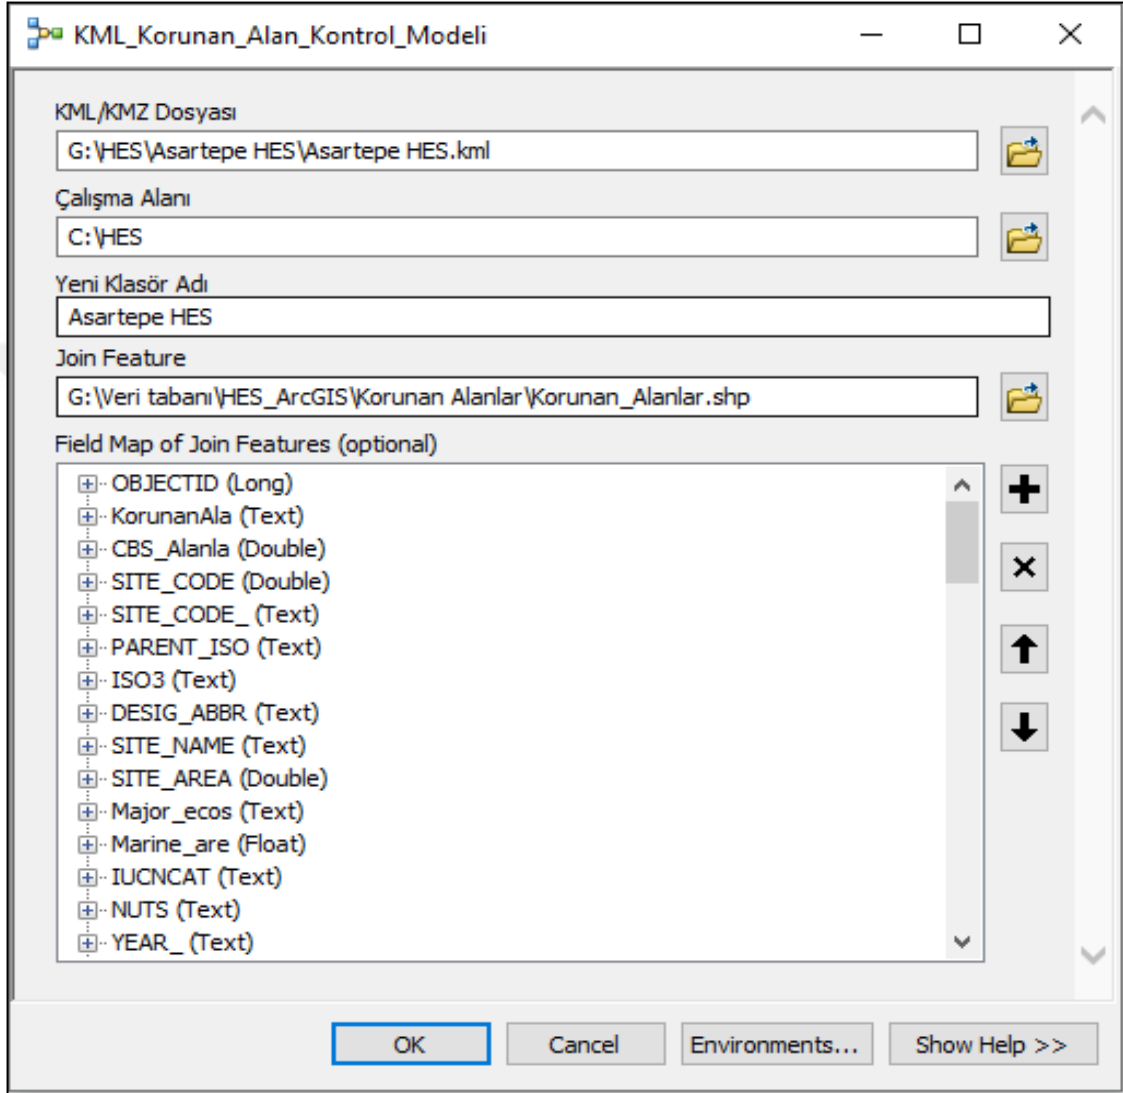 KML_Korunan_Alan_Kontrol_Modeli
KML/KMZ Dosyası
G:\HES\Asartepe HES\Asartepe HES.kml
Çalışma Alanı
C:\HES
Yeni Klasör Adı
Asartepe HES
Join Feature
G:\Veri tabanı\HES_ArcGIS\Korunan Alanlar\Korunan_Alanlar.shp
Field Map of Join Features (optional)
OBJECTID (Long)
KorunanAla (Text)
CBS_Alanla (Double)
SITE_CODE (Double)
SITE_CODE_ (Text)
PARENT_ISO (Text)
ISO3 (Text)
DESIG_ABBR (Text)
SITE_NAME (Text)
SITE_AREA (Double)
Major_ecos (Text)
Marine_are (Float)
IUCNCAT (Text)
NUTS (Text)
YEAR_ (Text)
OK Cancel Environments... Show Help >>